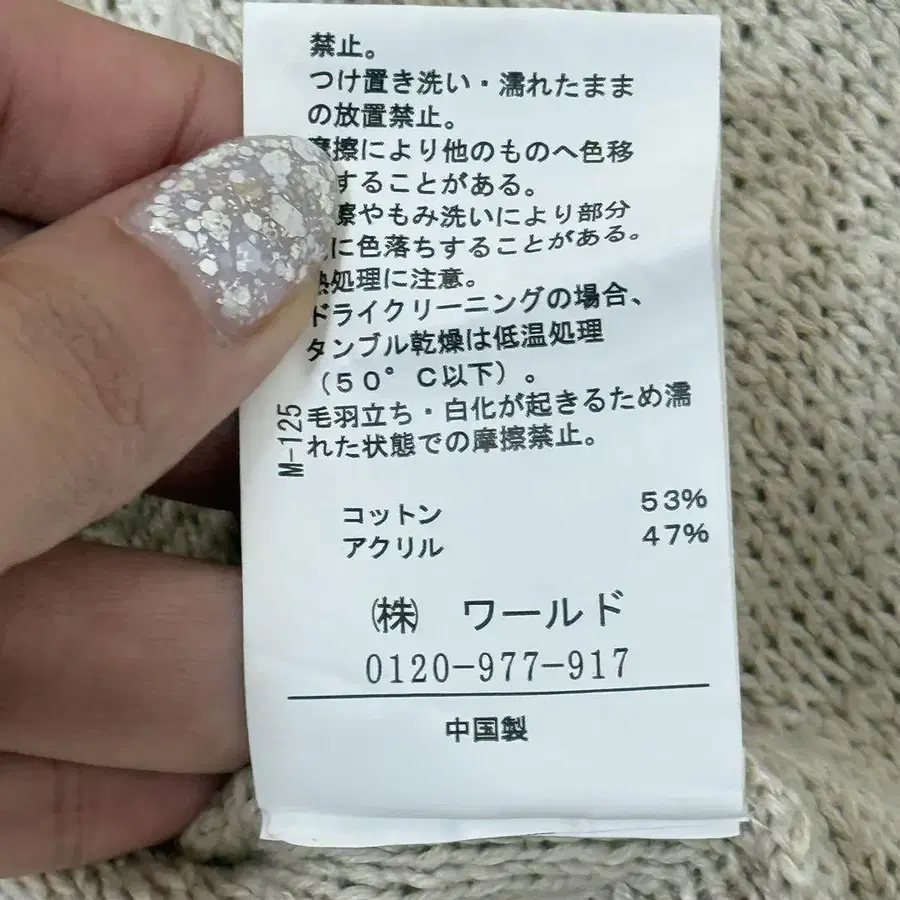 禁止。
つけ置き洗い・濡れたまま
の放置禁止。
摩擦により他のものへ色移
することがある。
擦やもみ洗いにより部分
に色落ちすることがある。
熱処理に注意。
ドライクリーニングの場合、
タンブル乾燥は低温処理
（５０°Ｃ以下）。
毛羽立ち・白化が起きるため濡
れた状態での摩擦禁止。
M-125
コットン 53%
アクリル 47%
㈱ ワールド
0120-977-917
中国製